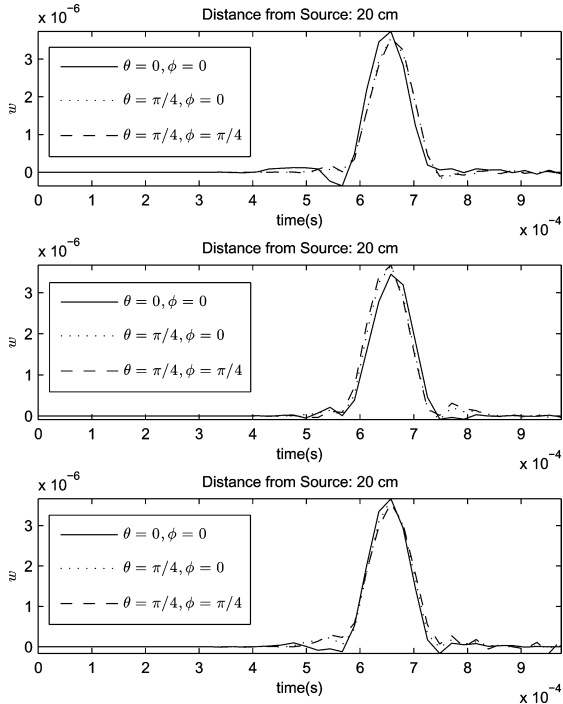 x 10⁻⁶ Distance from Source: 20 cm
3
2
1
0
w
θ = 0, ϕ = 0
θ = π/4, ϕ = 0
θ = π/4, ϕ = π/4
0 1 2 3 4 5 6 7 8 9
time(s)
x 10⁻⁴
x 10⁻⁶ Distance from Source: 20 cm
3
2
1
0
w
θ = 0, ϕ = 0
θ = π/4, ϕ = 0
θ = π/4, ϕ = π/4
0 1 2 3 4 5 6 7 8 9
time(s)
x 10⁻⁴
x 10⁻⁶ Distance from Source: 20 cm
3
2
1
0
w
θ = 0, ϕ = 0
θ = π/4, ϕ = 0
θ = π/4, ϕ = π/4
0 1 2 3 4 5 6 7 8 9
time(s)
x 10⁻⁴